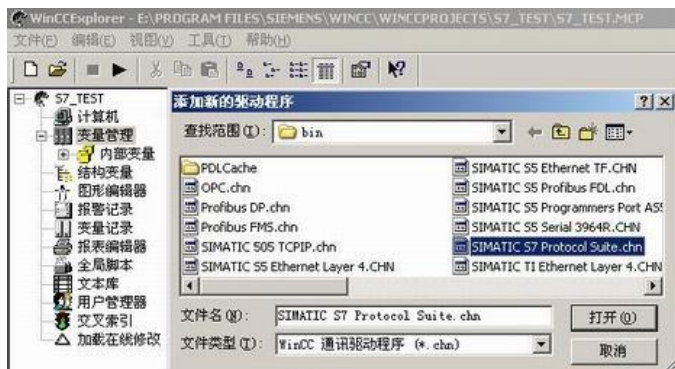 WinCCExplorer - E:\PROGRAM FILES\SIEMENS\WINCC\WINCCPROJECTS\S7_TEST\S7_TEST.MCP
文件(F) 编辑(E) 视图(V) 工具(T) 帮助(H)
S7_TEST
计算机
变量管理
内部变量
结构变量
图形编辑器
报警记录
变量记录
报表编辑器
全局脚本
文本库
用户管理器
交叉索引
加载在线修改
添加新的驱动程序
查找范围(I): bin
PDLCache
OPC.chn
Profibus DP.chn
Profibus FMS.chn
SIMATIC 505 TCPIP.chn
SIMATIC S5 Ethernet Layer 4.CHN
SIMATIC S5 Ethernet TF.CHN
SIMATIC S5 Profibus FDL.chn
SIMATIC S5 Programmers Port AS5
SIMATIC S5 Serial 3964R.CHN
SIMATIC S7 Protocol Suite.chn
SIMATIC TI Ethernet Layer 4.CHN
文件名(N): SIMATIC S7 Protocol Suite.chn 打开(O)
文件类型(T): WinCC 通讯驱动程序 (*.chn) 取消